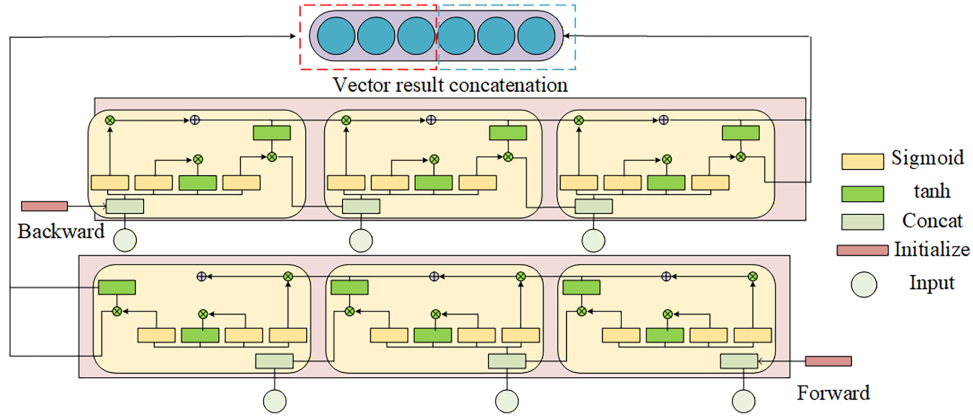 Vector result concatenation
Backward
Sigmoid
tanh
Concat
Initialize
Input
Forward